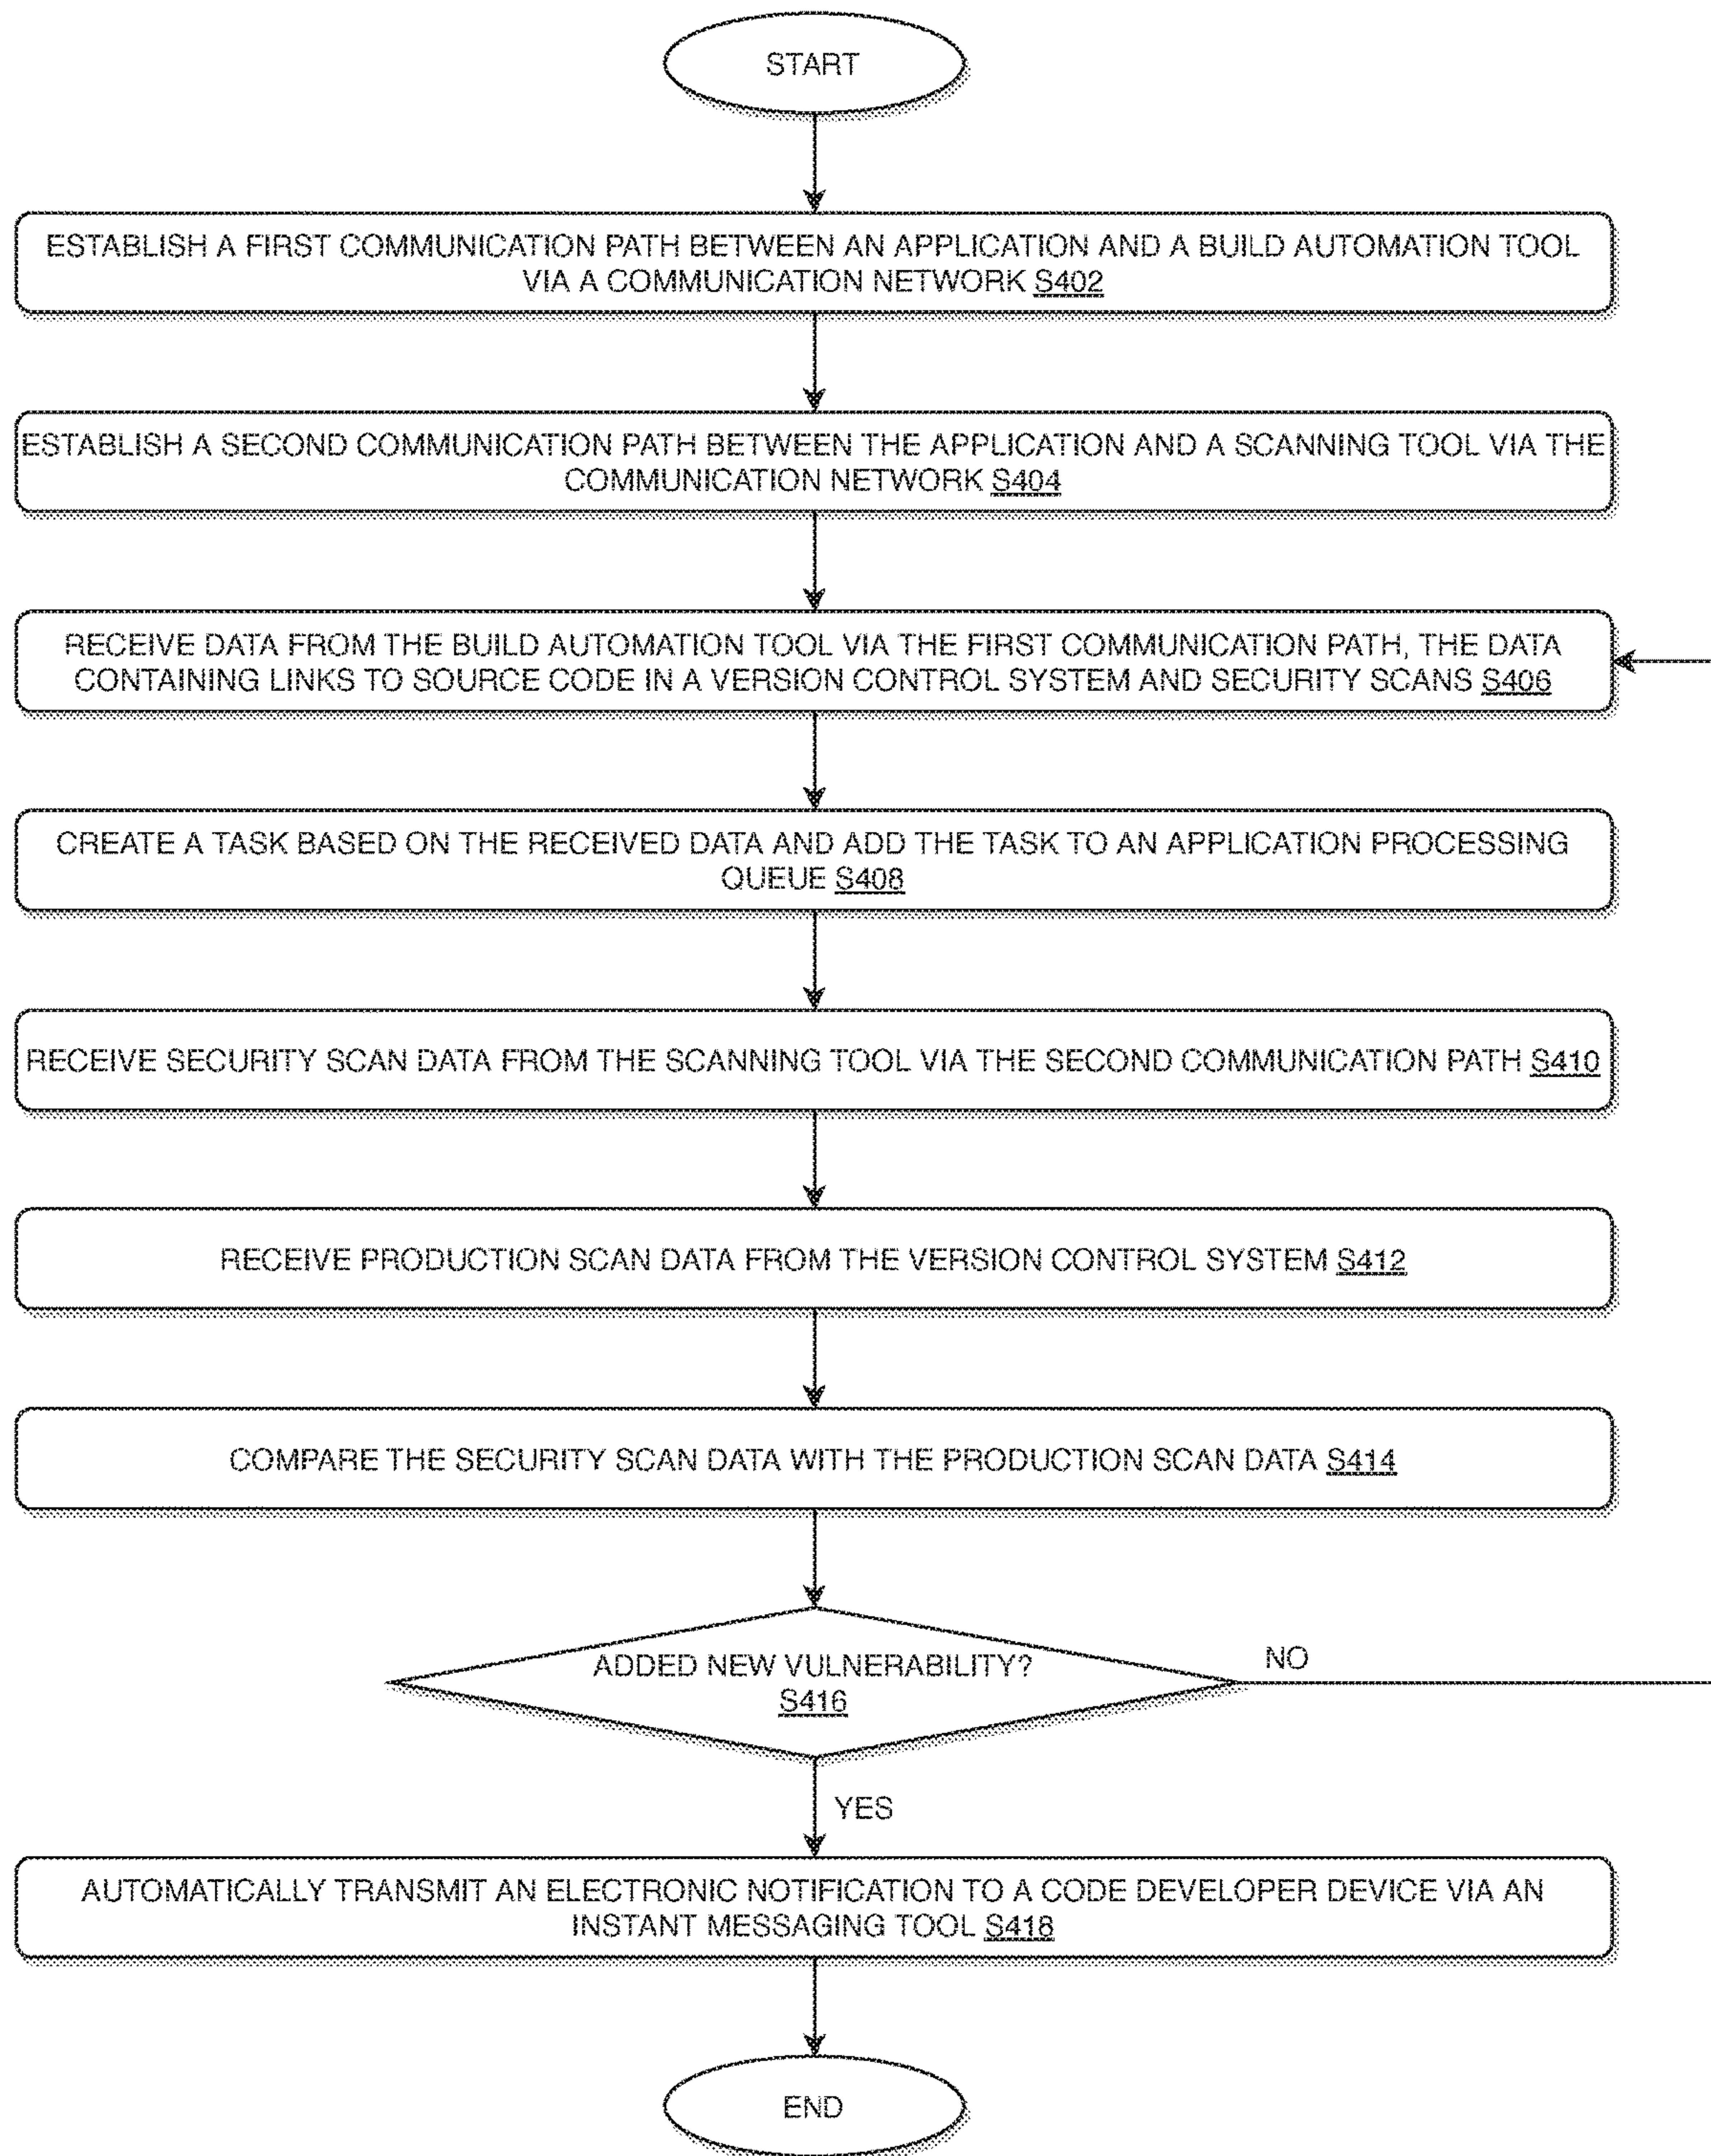 START
ESTABLISH A FIRST COMMUNICATION PATH BETWEEN AN APPLICATION AND A BUILD AUTOMATION TOOL
VIA A COMMUNICATION NETWORK S402
ESTABLISH A SECOND COMMUNICATION PATH BETWEEN THE APPLICATION AND A SCANNING TOOL VIA THE
COMMUNICATION NETWORK S404
RECEIVE DATA FROM THE BUILD AUTOMATION TOOL VIA THE FIRST COMMUNICATION PATH, THE DATA
CONTAINING LINKS TO SOURCE CODE IN A VERSION CONTROL SYSTEM AND SECURITY SCANS S406
CREATE A TASK BASED ON THE RECEIVED DATA AND ADD THE TASK TO AN APPLICATION PROCESSING
QUEUE S408
RECEIVE SECURITY SCAN DATA FROM THE SCANNING TOOL VIA THE SECOND COMMUNICATION PATH S410
RECEIVE PRODUCTION SCAN DATA FROM THE VERSION CONTROL SYSTEM S412
COMPARE THE SECURITY SCAN DATA WITH THE PRODUCTION SCAN DATA S414
ADDED NEW VULNERABILITY?
S416
NO
YES
AUTOMATICALLY TRANSMIT AN ELECTRONIC NOTIFICATION TO A CODE DEVELOPER DEVICE VIA AN
INSTANT MESSAGING TOOL S418
END